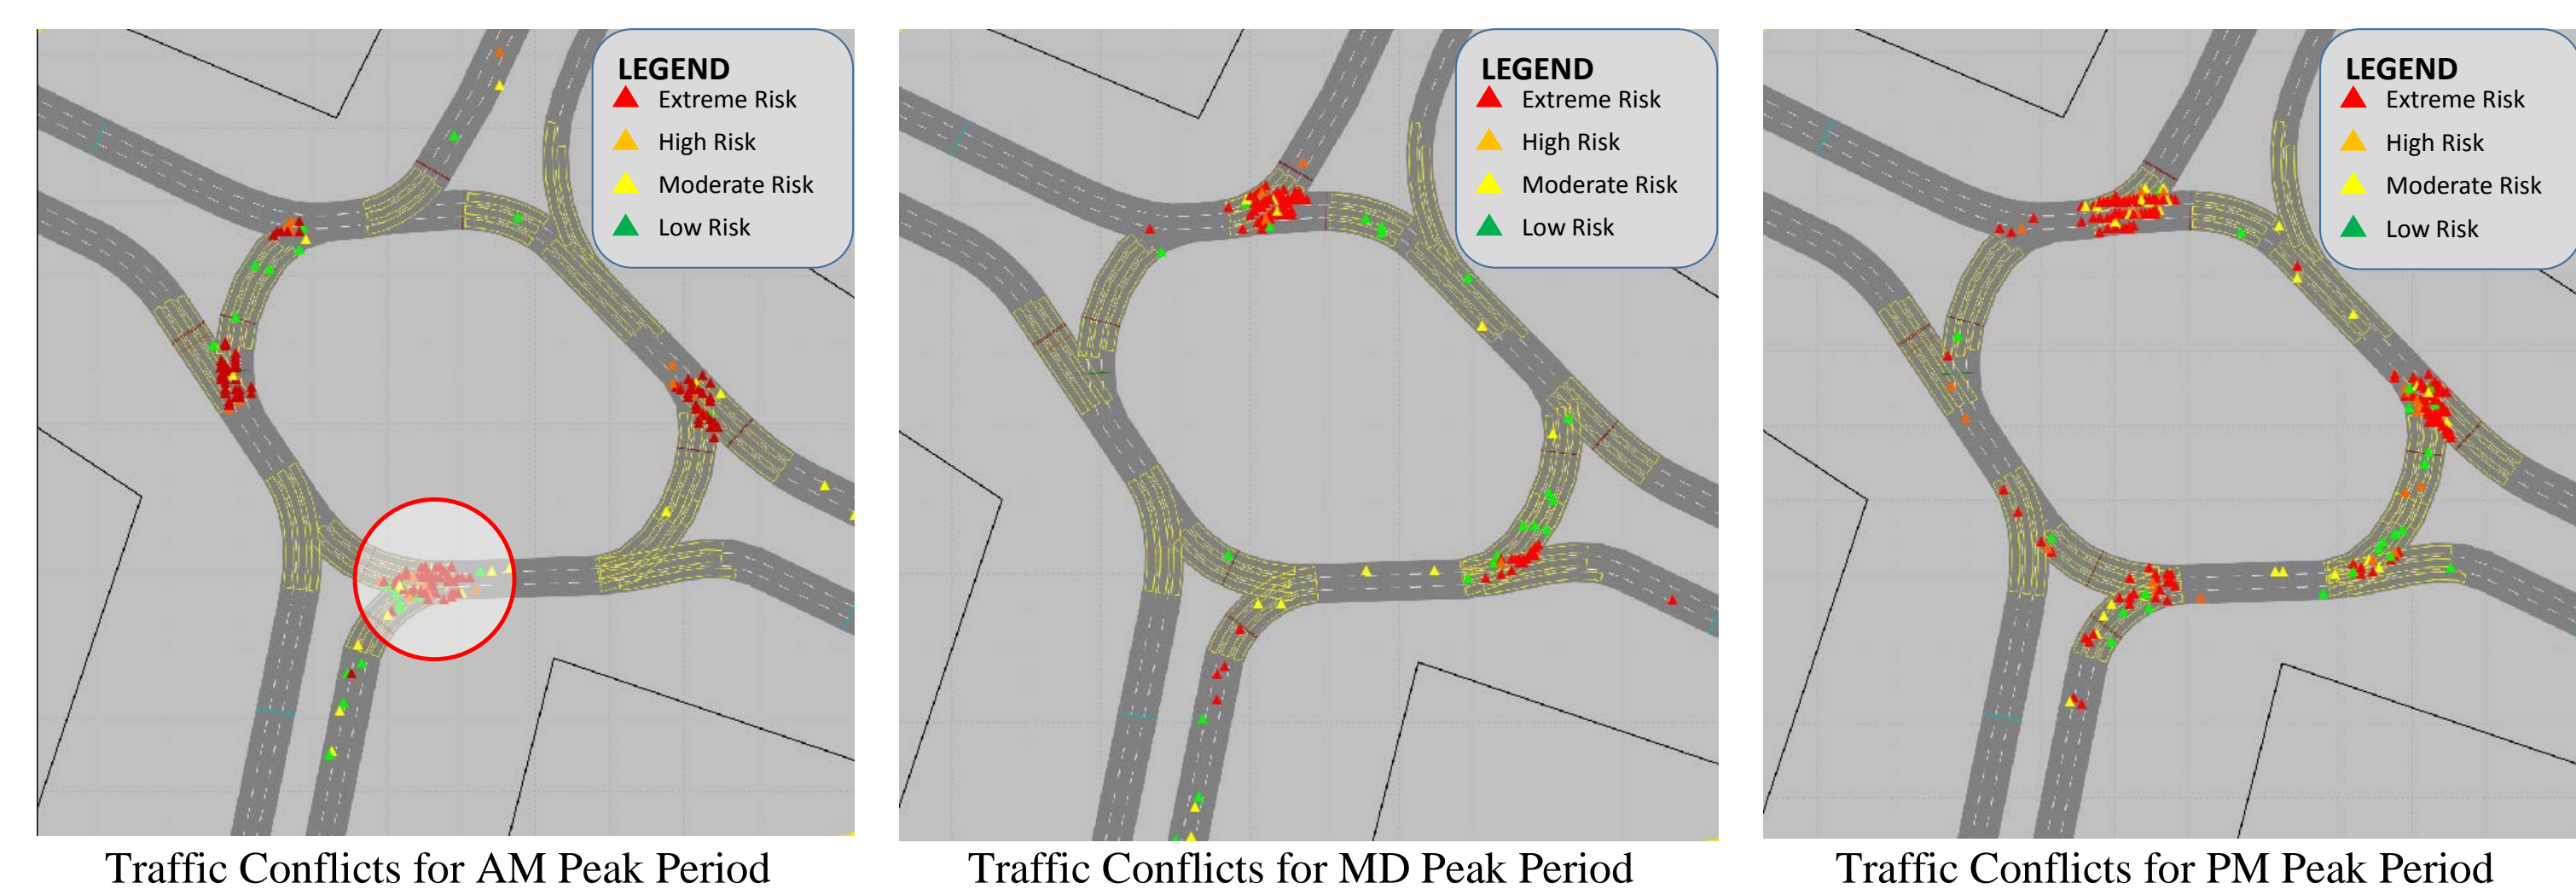 LEGEND
Extreme Risk
High Risk
Moderate Risk
Low Risk
Traffic Conflicts for AM Peak Period
LEGEND
Extreme Risk
High Risk
Moderate Risk
Low Risk
Traffic Conflicts for MD Peak Period
LEGEND
Extreme Risk
High Risk
Moderate Risk
Low Risk
Traffic Conflicts for PM Peak Period